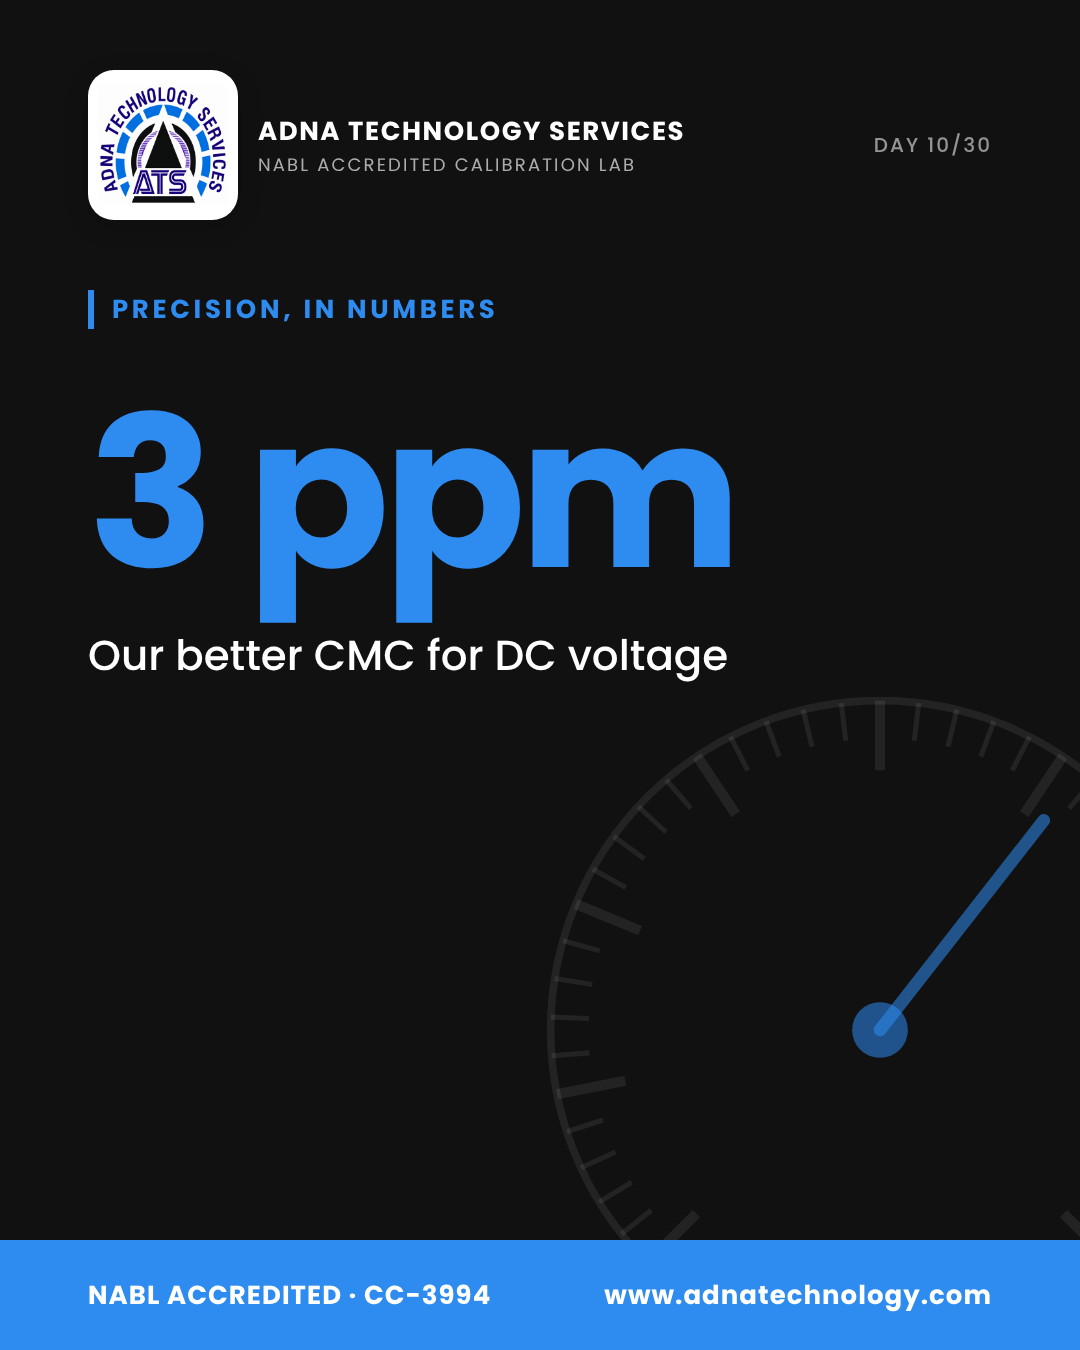 ADNA TECHNOLOGY SERVICES
ATS
ADNA TECHNOLOGY SERVICES
NABL ACCREDITED CALIBRATION LAB
DAY 10/30
PRECISION, IN NUMBERS
3 ppm
Our better CMC for DC voltage
NABL ACCREDITED · CC-3994
www.adnatechnology.com